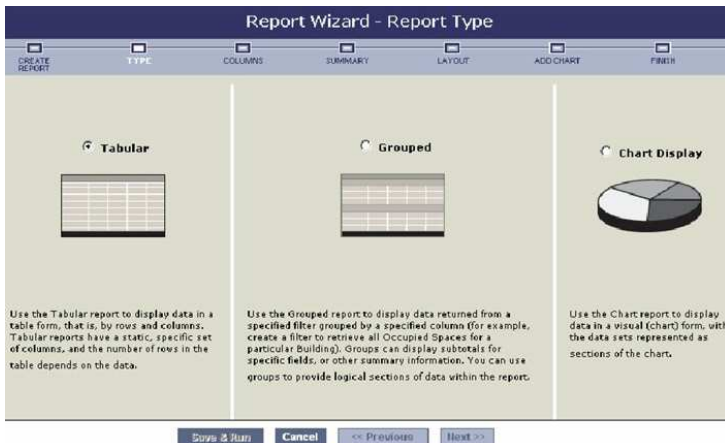 Report Wizard - Report Type
CREATE REPORT
TYPE
COLUMNS
SUMMARY
LAYOUT
ADD CHART
FINISH
Tabular
Grouped
Chart Display
Use the Tabular report to display data in a
table form, that is, by rows and columns.
Tabular reports have a static, specific set
of columns, and the number of rows in the
table depends on the data.
Use the Grouped report to display data returned from a
specified filter grouped by a specified column (for example,
create a filter to retrieve all Occupied Spaces for a
particular Building). Groups can display subtotals for
specific fields, or other summary information. You can use
groups to provide logical sections of data within the report.
Use the Chart report to display
data in a visual (chart) form, with
the data sets represented as
sections of the chart.
Save & Run
Cancel
<< Previous
Next >>